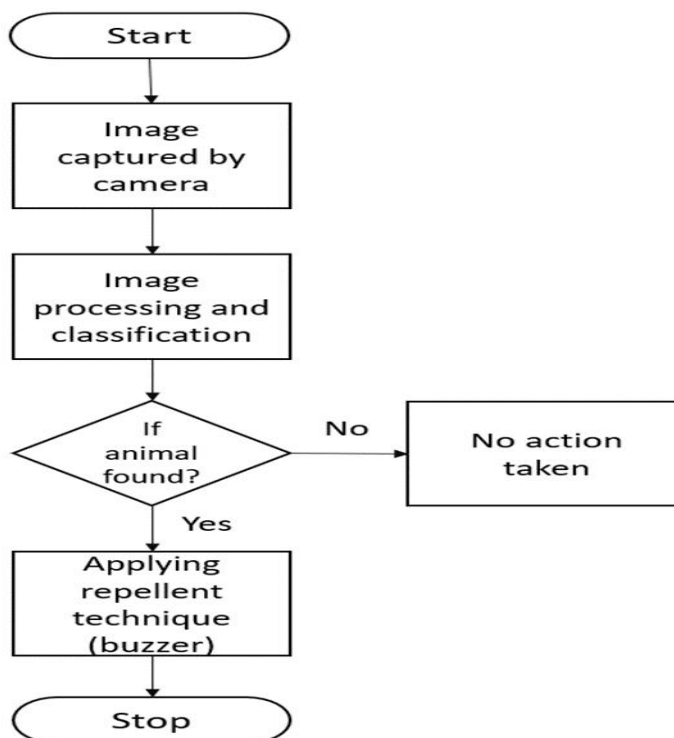 Start
Image
captured by
camera
Image
processing and
classification
If
animal
found?
No
No action
taken
Yes
Applying
repellent
technique
(buzzer)
Stop